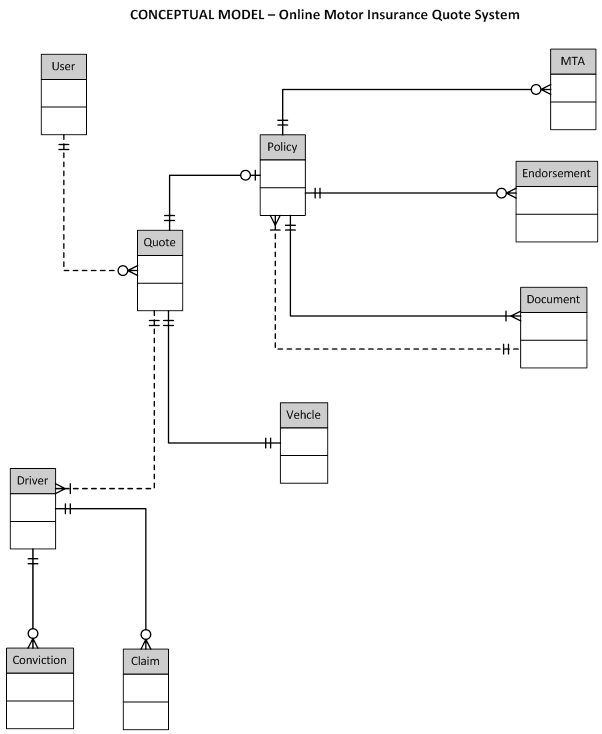 CONCEPTUAL MODEL – Online Motor Insurance Quote System
User
MTA
Policy
Endorsement
Quote
Document
Vehcle
Driver
Conviction
Claim